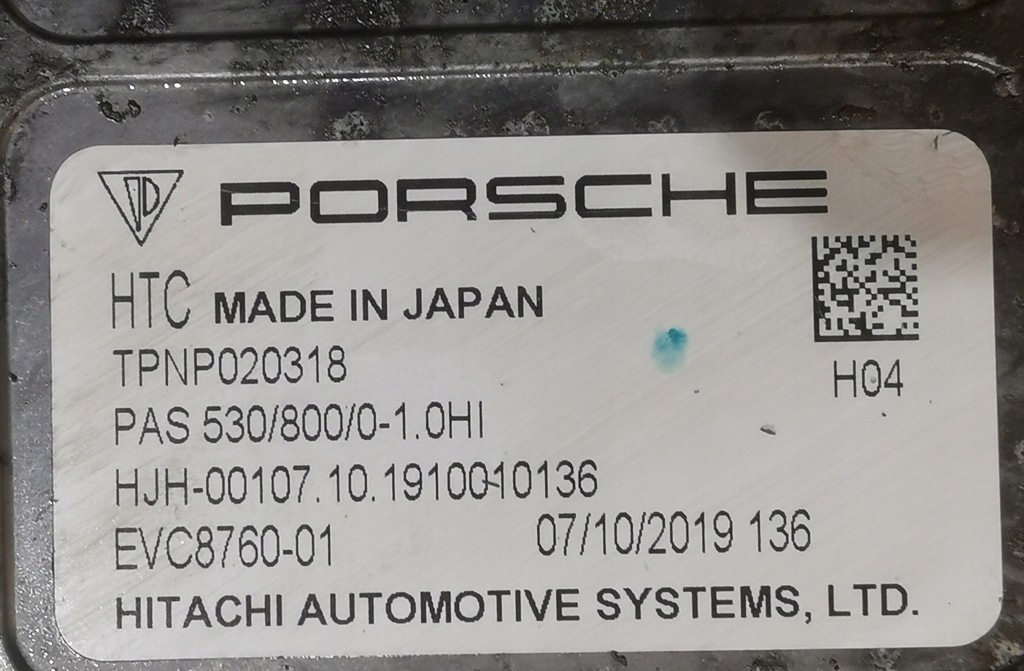 PORSCHE
HTC MADE IN JAPAN
TPNP020318
H04
PAS 530/800/0-1.0HI
HJH-00107.10.1910010136
EVC8760-01 07/10/2019 136
HITACHI AUTOMOTIVE SYSTEMS, LTD.